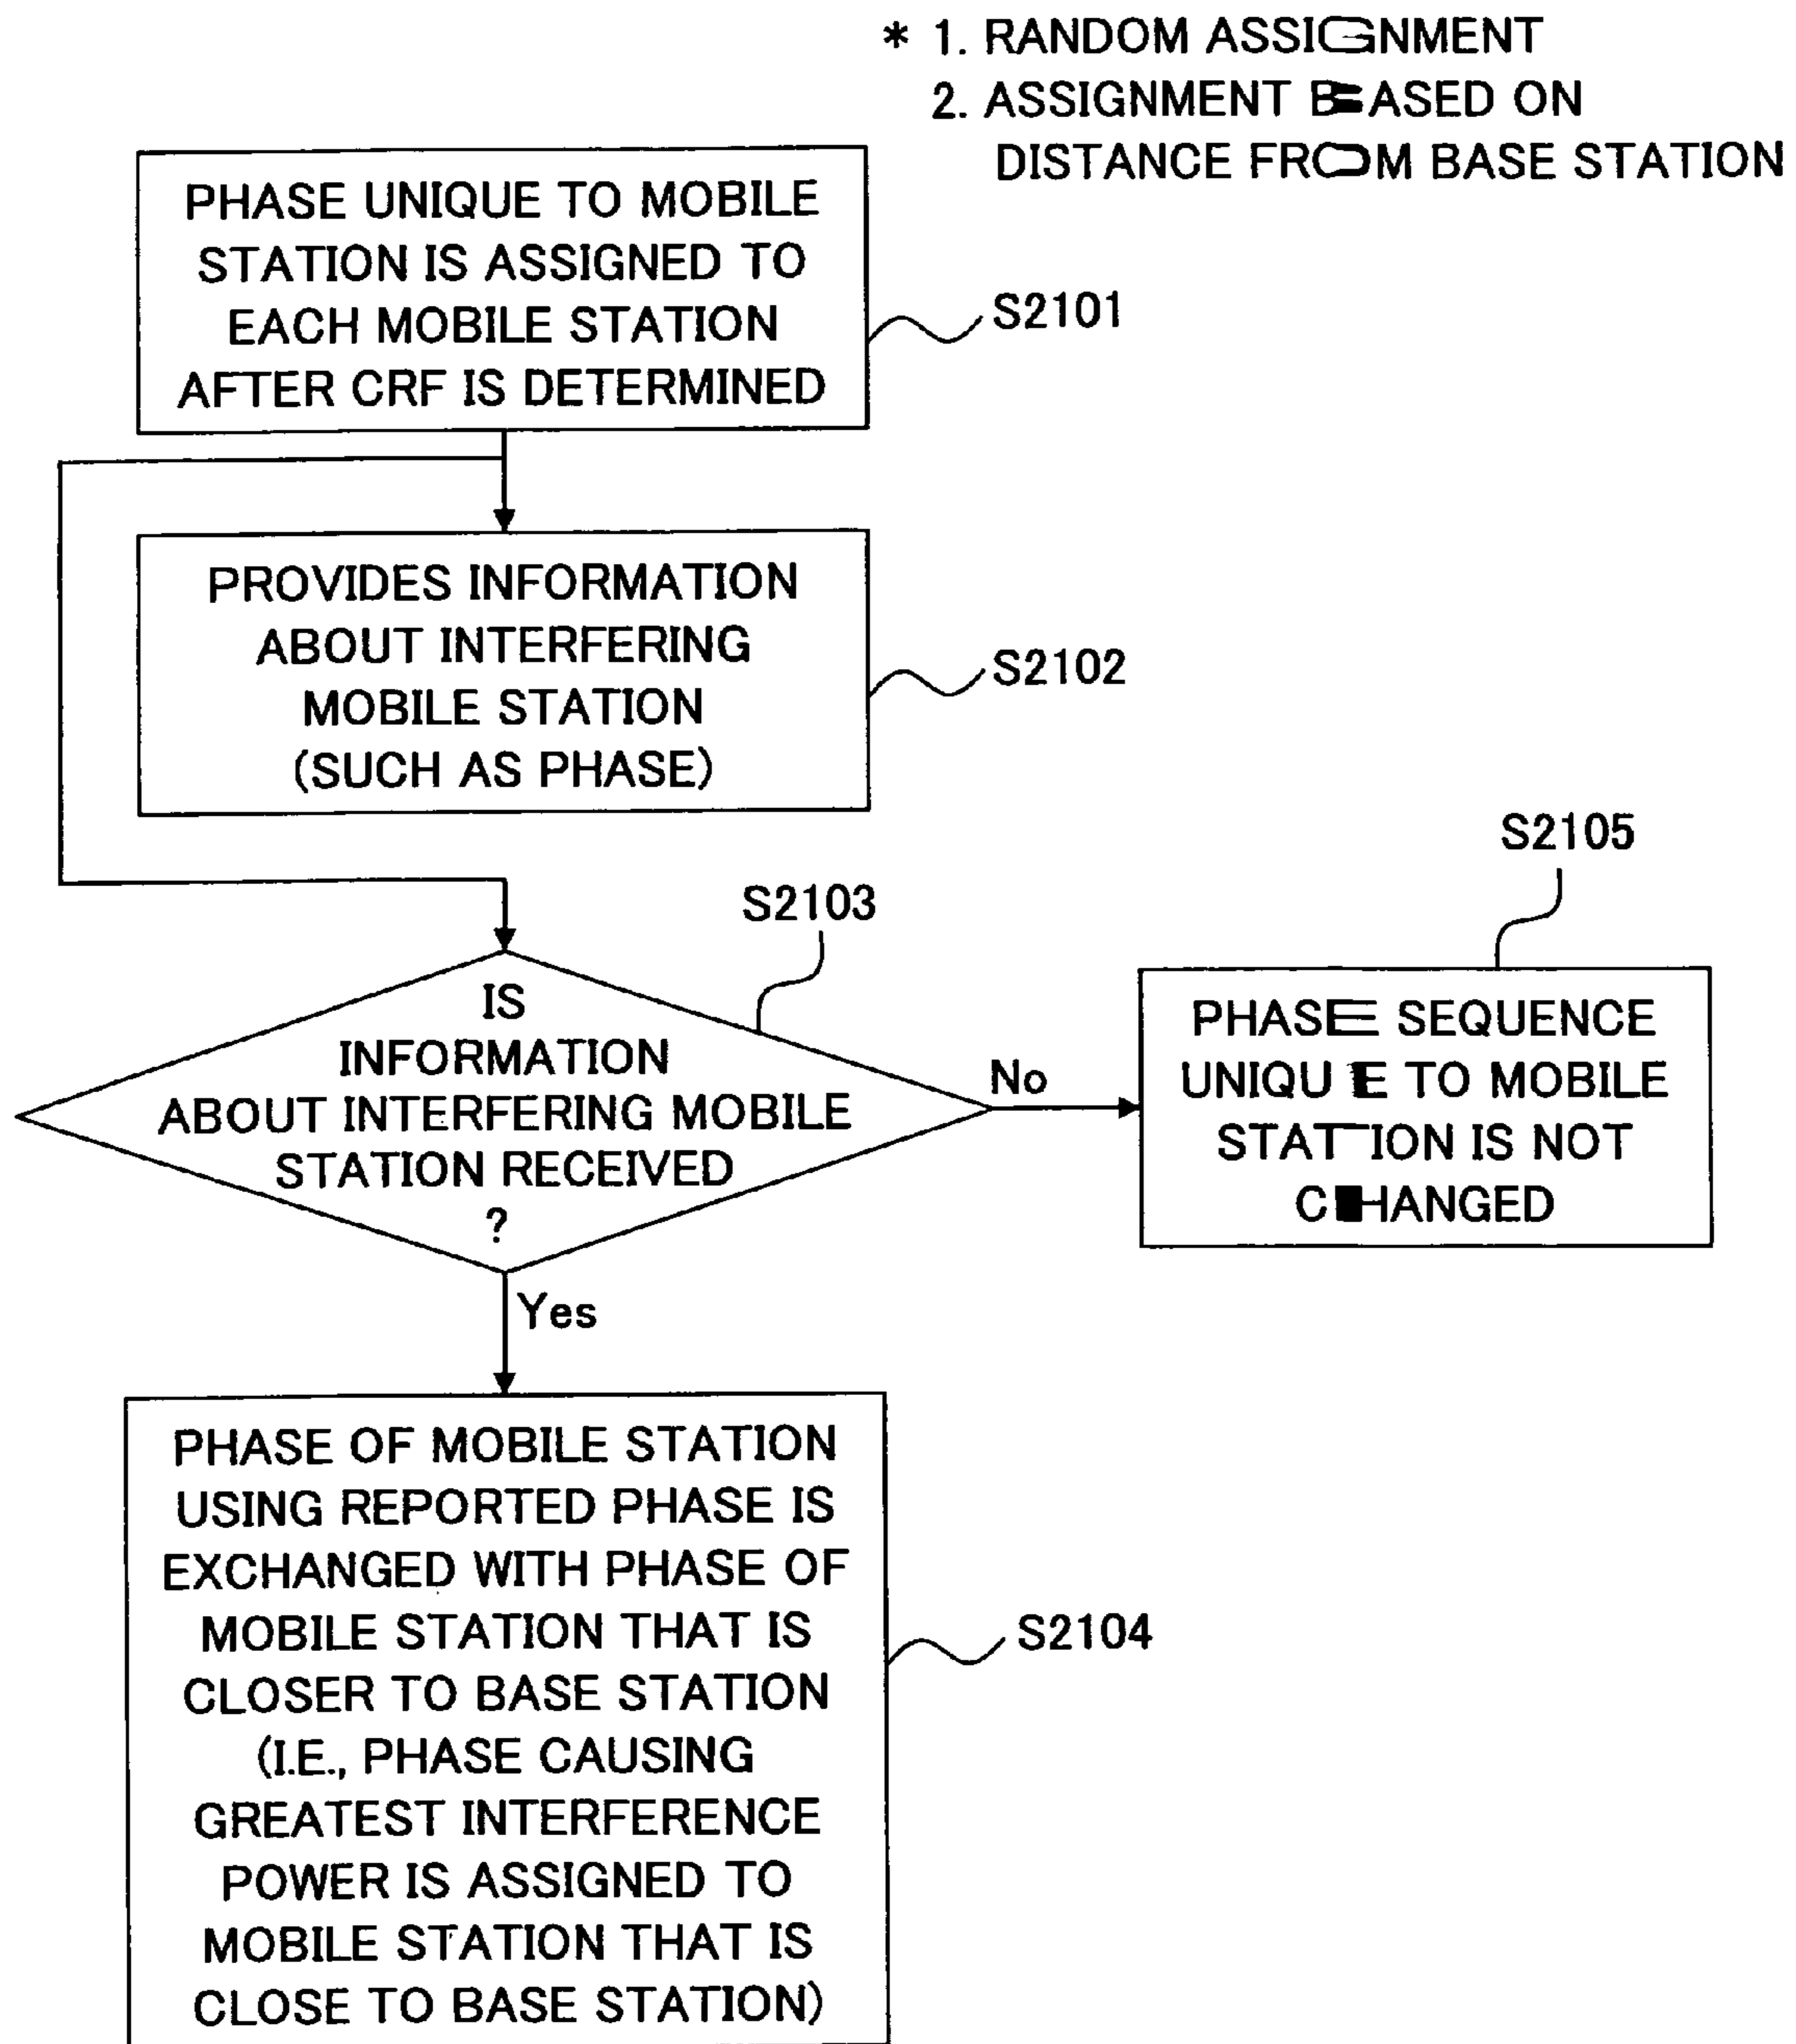 * 1. RANDOM ASSIGNMENT
2. ASSIGNMENT BASED ON
DISTANCE FROM BASE STATION
PHASE UNIQUE TO MOBILE
STATION IS ASSIGNED TO
EACH MOBILE STATION
AFTER CRF IS DETERMINED
S2101
PROVIDES INFORMATION
ABOUT INTERFERING
MOBILE STATION
(SUCH AS PHASE)
S2102
S2103
IS
INFORMATION
ABOUT INTERFERING MOBILE
STATION RECEIVED
?
No
Yes
S2105
PHASE SEQUENCE
UNIQUE TO MOBILE
STATION IS NOT
CHANGED
PHASE OF MOBILE STATION
USING REPORTED PHASE IS
EXCHANGED WITH PHASE OF
MOBILE STATION THAT IS
CLOSER TO BASE STATION
(I.E., PHASE CAUSING
GREATEST INTERFERENCE
POWER IS ASSIGNED TO
MOBILE STATION THAT IS
CLOSE TO BASE STATION)
S2104